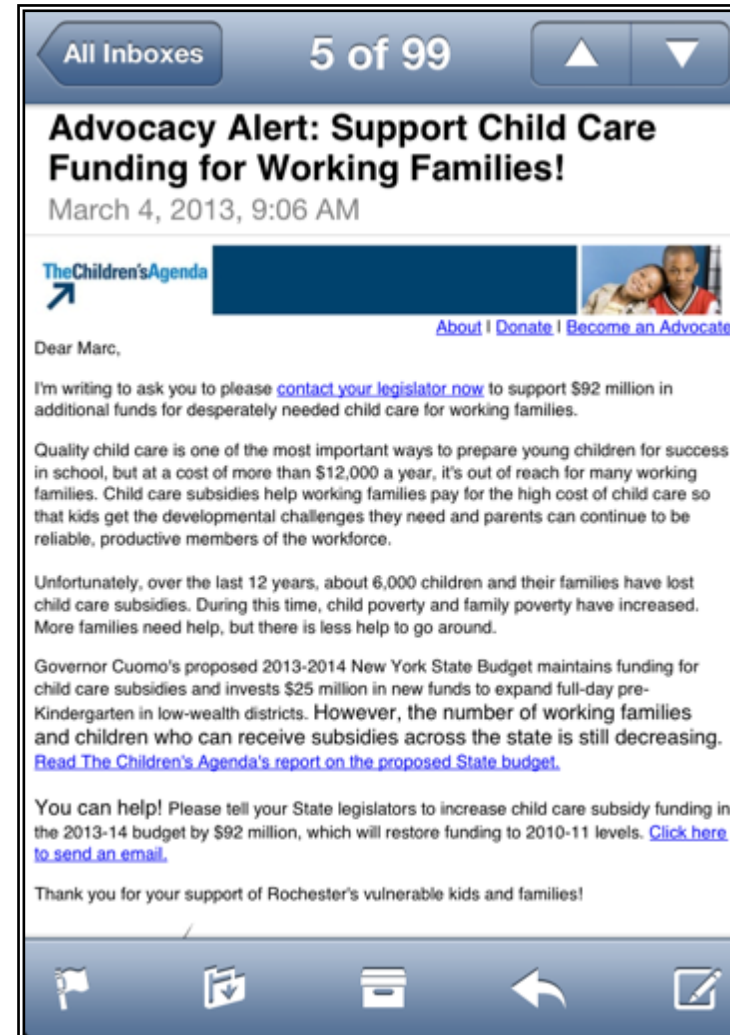 All Inboxes
5 of 99
Advocacy Alert: Support Child Care
Funding for Working Families!
March 4, 2013, 9:06 AM
TheChildren'sAgenda
About | Donate | Become an Advocate
Dear Marc,
I'm writing to ask you to please contact your legislator now to support $92 million in
additional funds for desperately needed child care for working families.
Quality child care is one of the most important ways to prepare young children for success
in school, but at a cost of more than $12,000 a year, it's out of reach for many working
families. Child care subsidies help working families pay for the high cost of child care so
that kids get the developmental challenges they need and parents can continue to be
reliable, productive members of the workforce.
Unfortunately, over the last 12 years, about 6,000 children and their families have lost
child care subsidies. During this time, child poverty and family poverty have increased.
More families need help, but there is less help to go around.
Governor Cuomo's proposed 2013-2014 New York State Budget maintains funding for
child care subsidies and invests $25 million in new funds to expand full-day pre-
Kindergarten in low-wealth districts. However, the number of working families
and children who can receive subsidies across the state is still decreasing.
Read The Children's Agenda's report on the proposed State budget.
You can help! Please tell your State legislators to increase child care subsidy funding in
the 2013-14 budget by $92 million, which will restore funding to 2010-11 levels. Click here
to send an email.
Thank you for your support of Rochester's vulnerable kids and families!